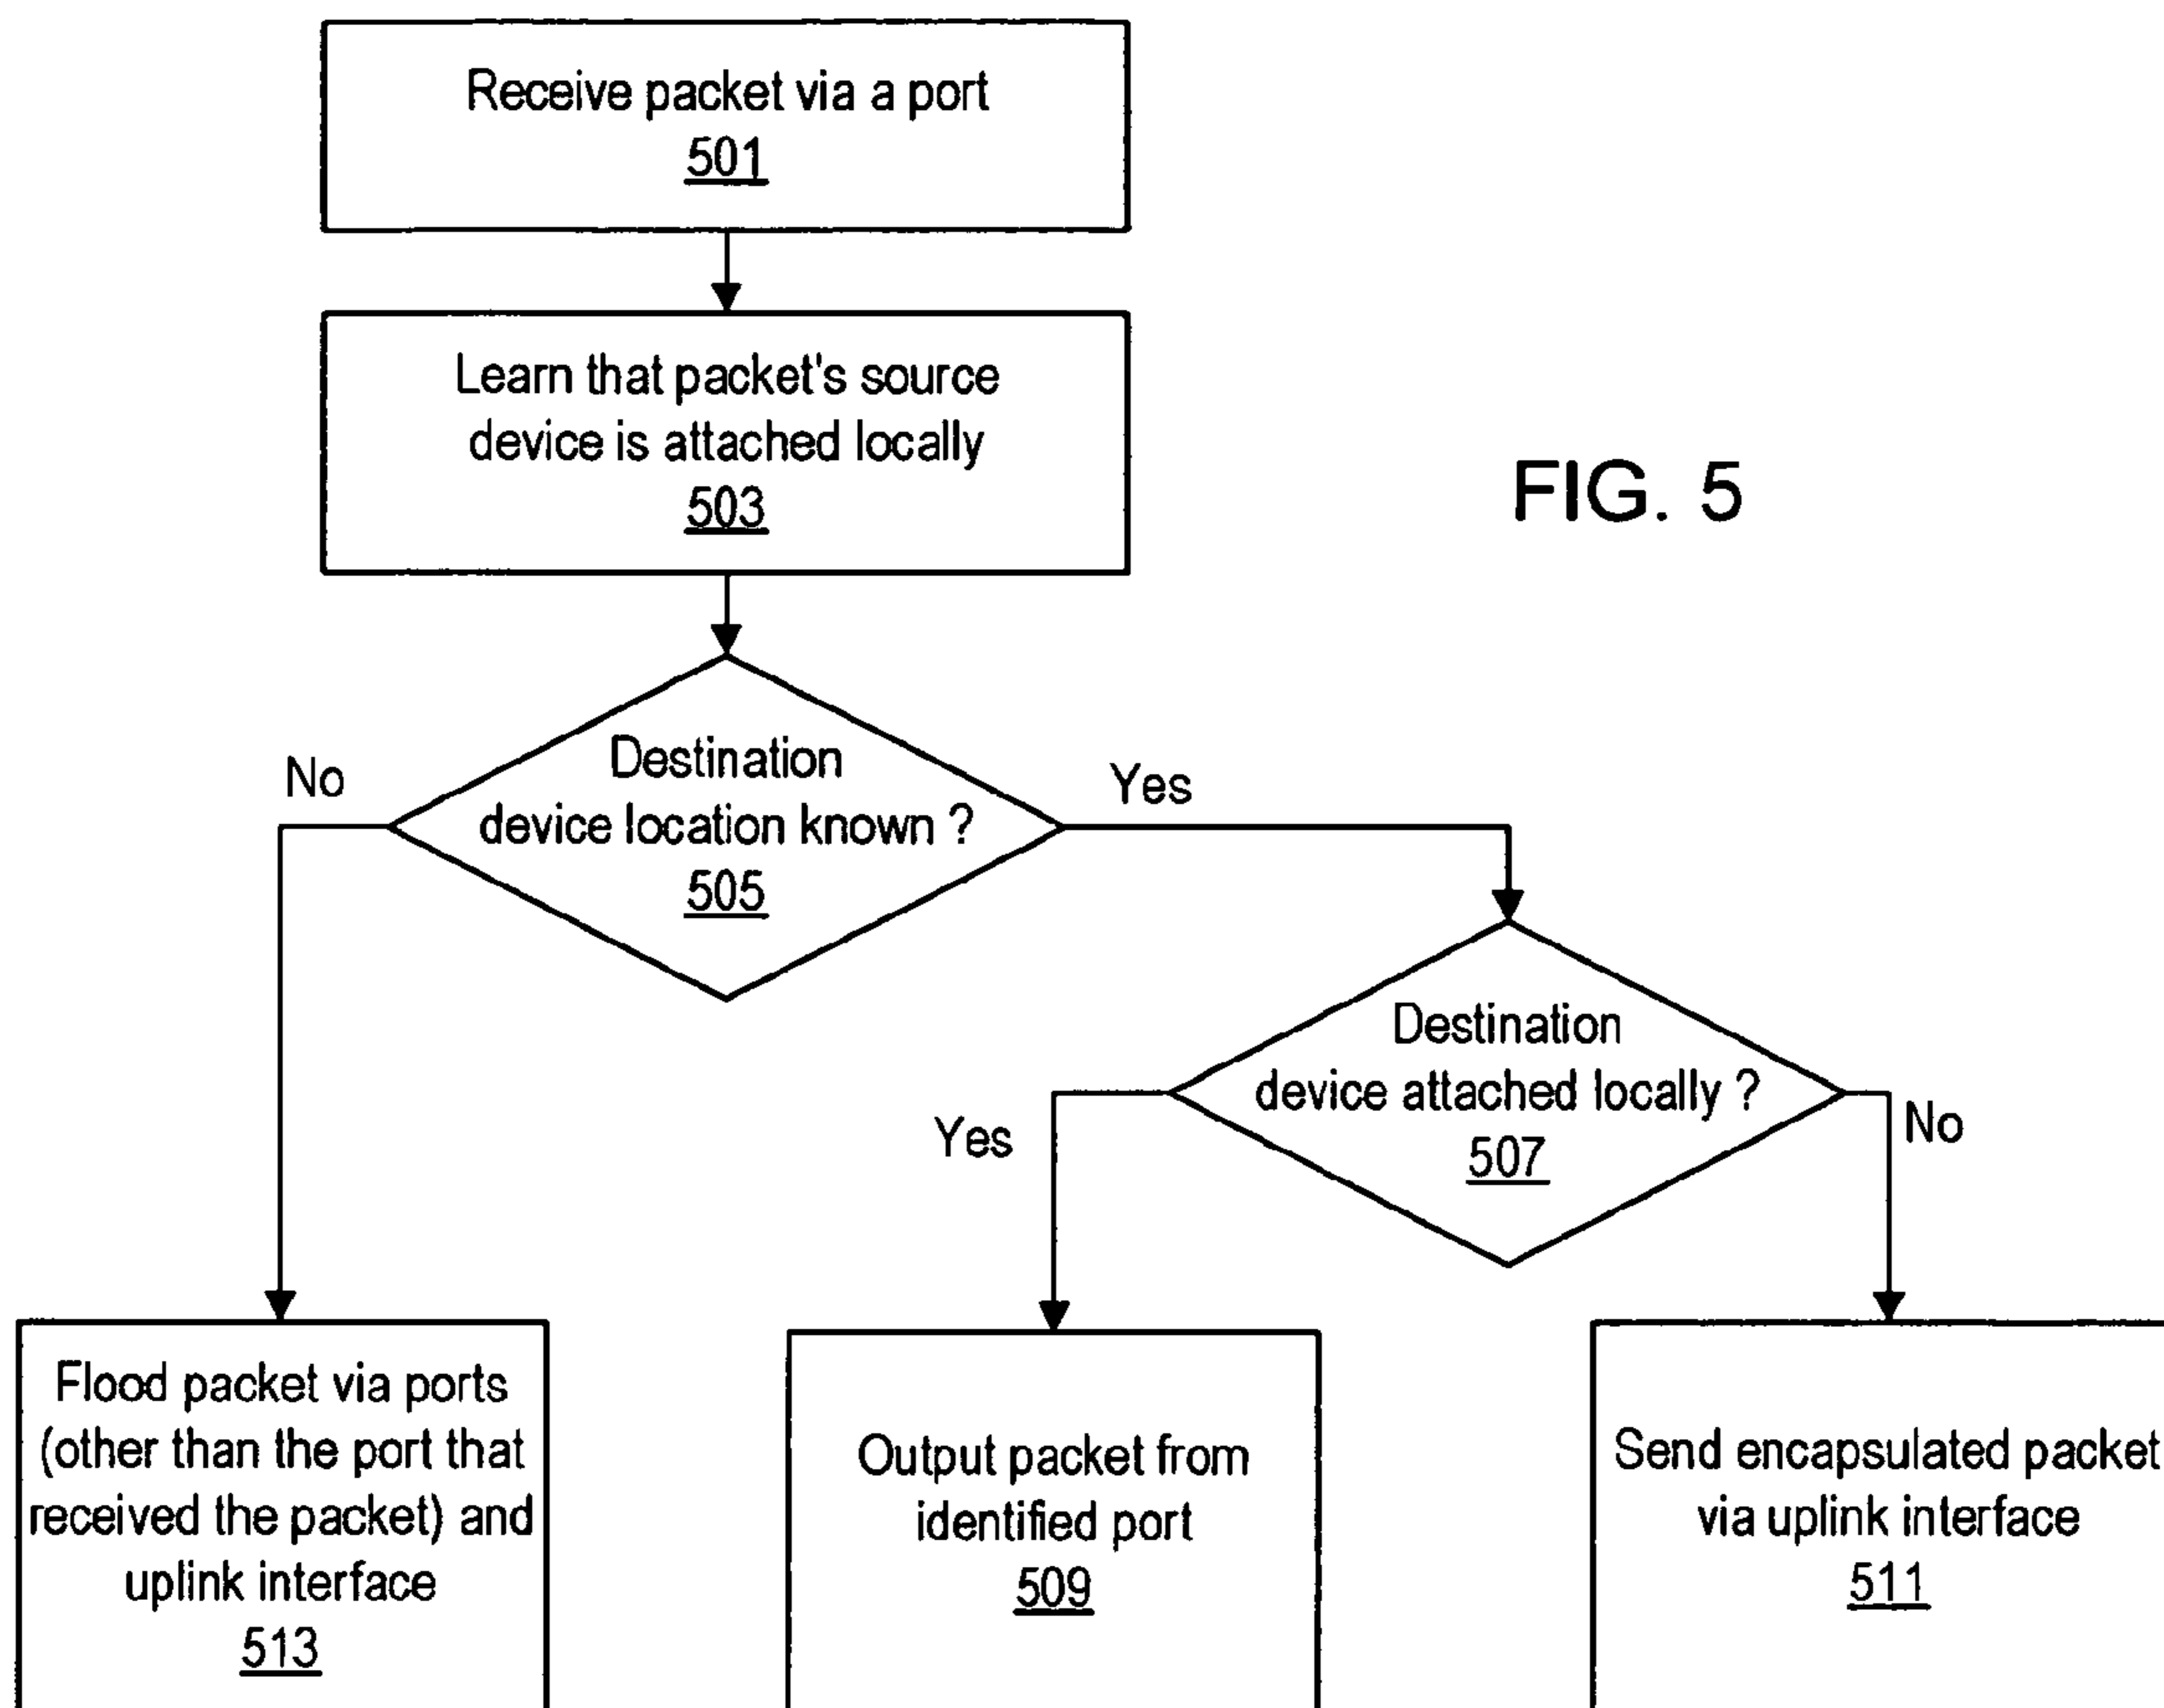 Receive packet via a port
501
Learn that packet's source
device is attached locally
503
FIG. 5
Destination
device location known ?
505
No
Yes
Destination
device attached locally ?
507
Yes
No
Flood packet via ports
(other than the port that
received the packet) and
uplink interface
513
Output packet from
identified port
509
Send encapsulated packet
via uplink interface
511